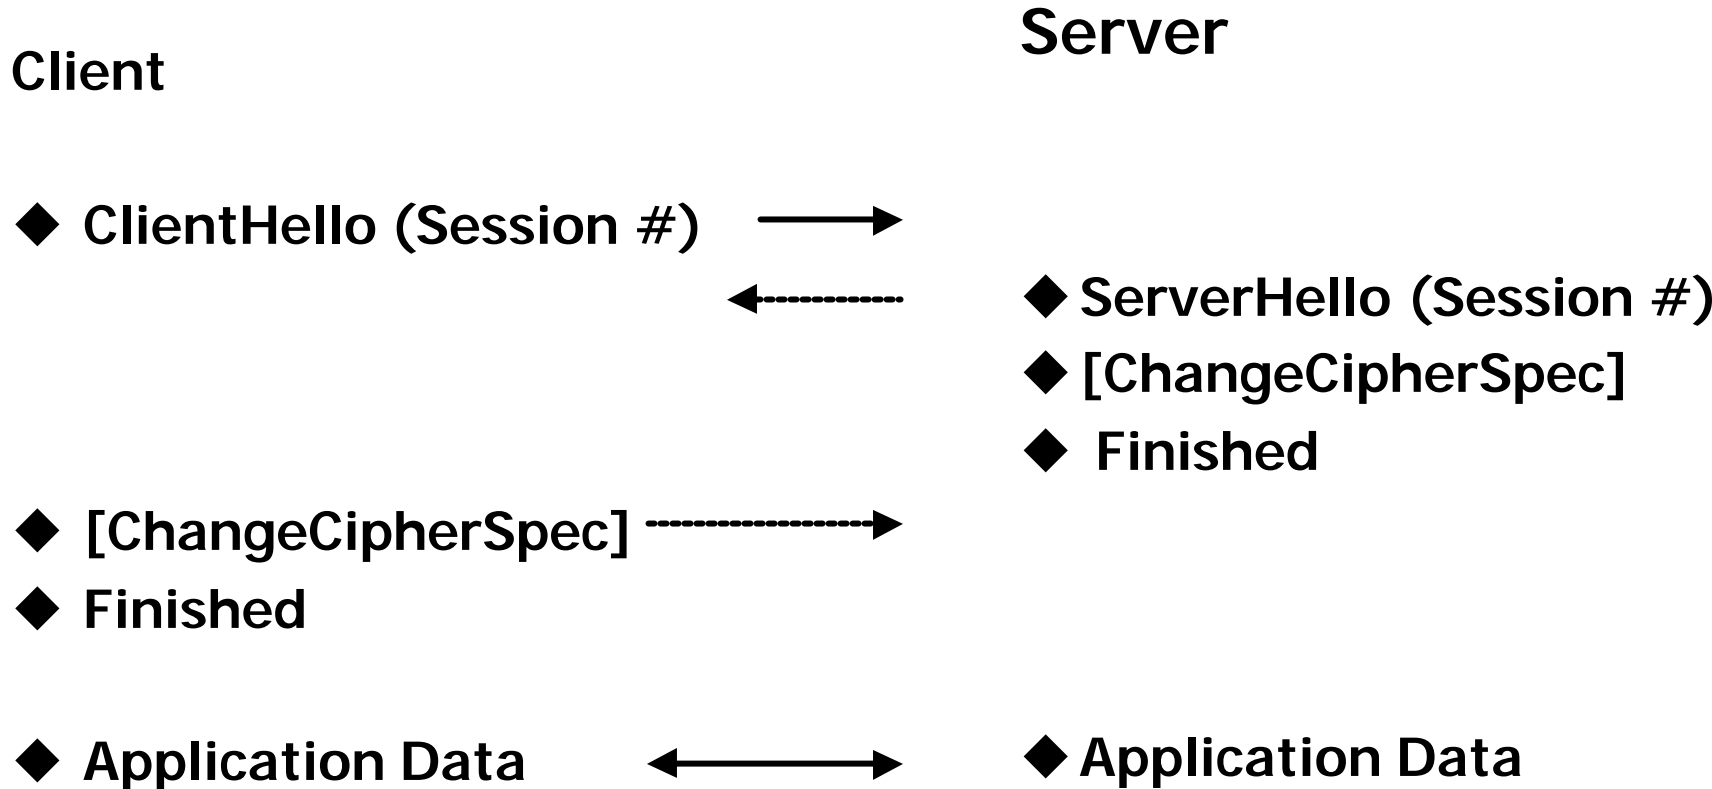 Server
Client
◆ ClientHello (Session #)
◆ ServerHello (Session #)
◆ [ChangeCipherSpec]
◆ Finished
◆ [ChangeCipherSpec]
◆ Finished
◆ Application Data
◆ Application Data